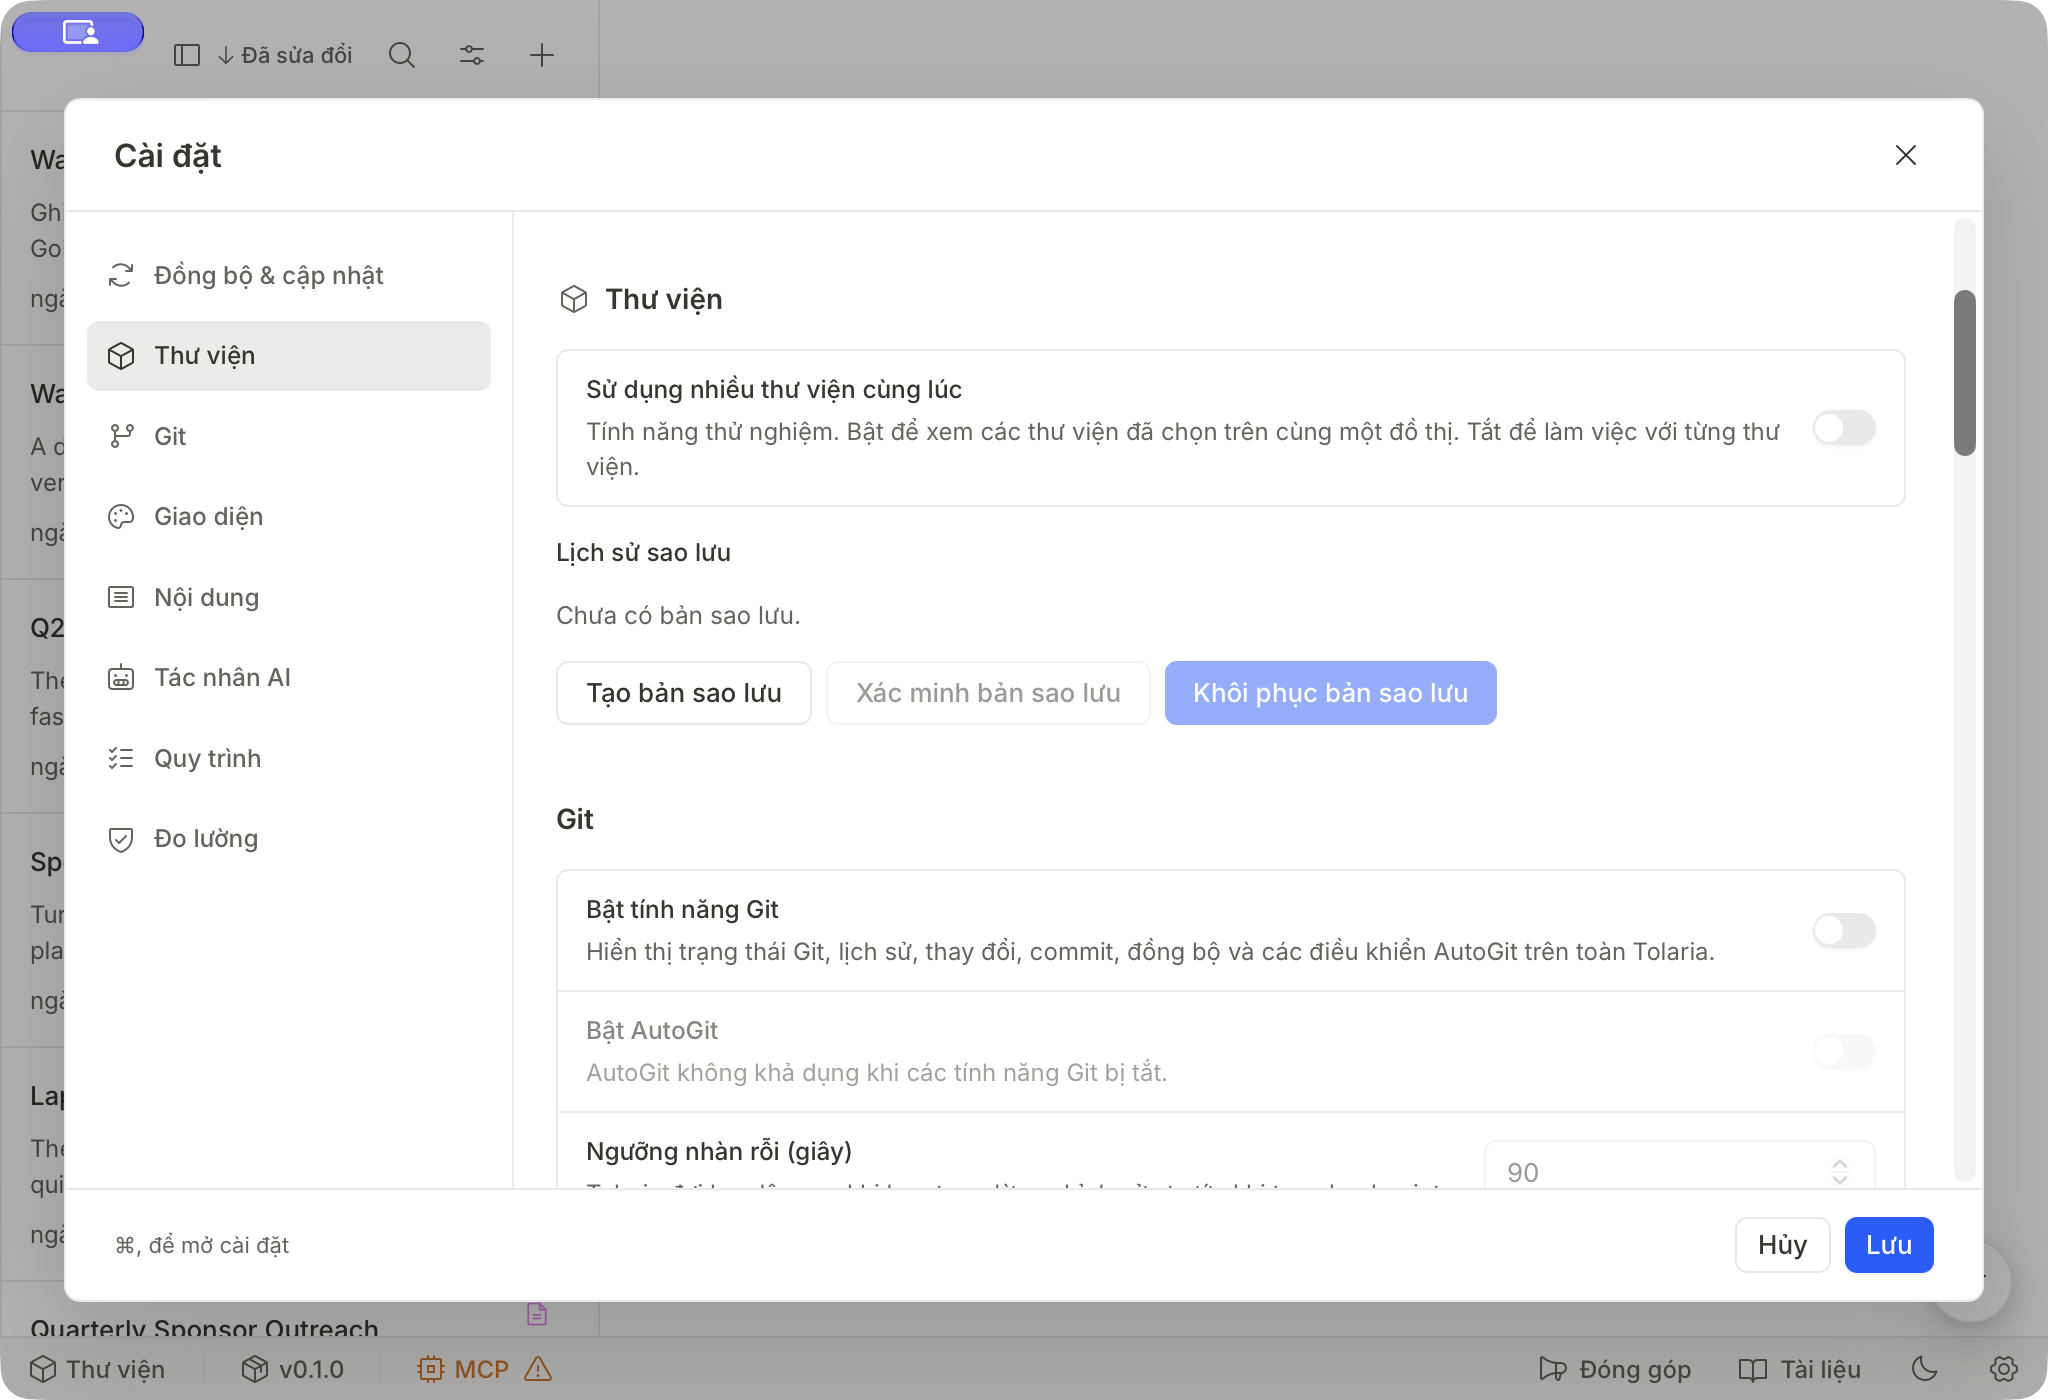 Đã sửa đổi
Cài đặt
Đồng bộ & cập nhật
Thư viện
Git
Giao diện
Nội dung
Tác nhân AI
Quy trình
Đo lường
Thư viện
Sử dụng nhiều thư viện cùng lúc
Tính năng thử nghiệm. Bật để xem các thư viện đã chọn trên cùng một đồ thị. Tắt để làm việc với từng thư
viện.
Lịch sử sao lưu
Chưa có bản sao lưu.
Tạo bản sao lưu
Xác minh bản sao lưu
Khôi phục bản sao lưu
Git
Bật tính năng Git
Hiển thị trạng thái Git, lịch sử, thay đổi, commit, đồng bộ và các điều khiển AutoGit trên toàn Tolaria.
Bật AutoGit
AutoGit không khả dụng khi các tính năng Git bị tắt.
Ngưỡng nhàn rỗi (giây)
90
⌘, để mở cài đặt
Hủy
Lưu
Quarterly Sponsor Outreach
Thư viện
v0.1.0
MCP
Đóng góp
Tài liệu